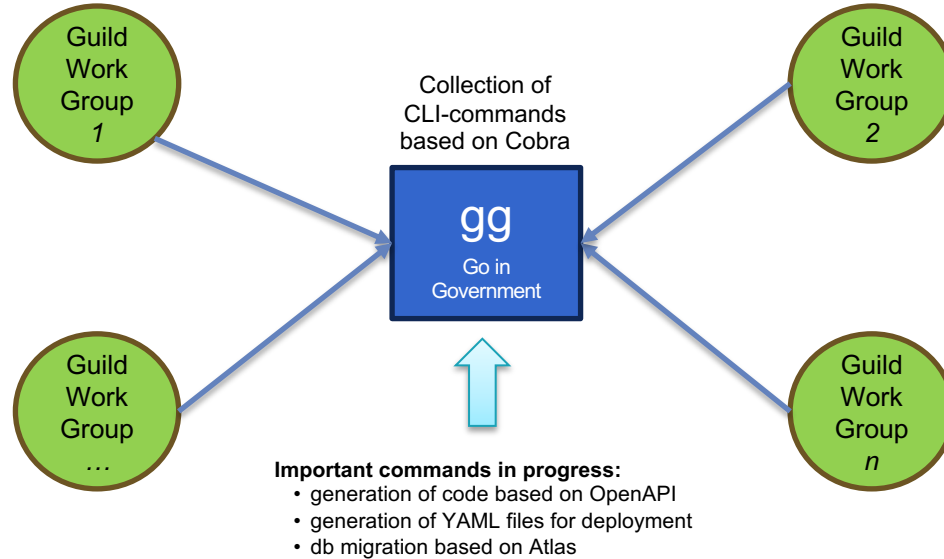 Guild
Work
Group
1
Collection of
CLI-commands
based on Cobra
Guild
Work
Group
2
gg
Go in
Government
Guild
Work
Group
…
Guild
Work
Group
n
Important commands in progress:
• generation of code based on OpenAPI
• generation of YAML files for deployment
• db migration based on Atlas